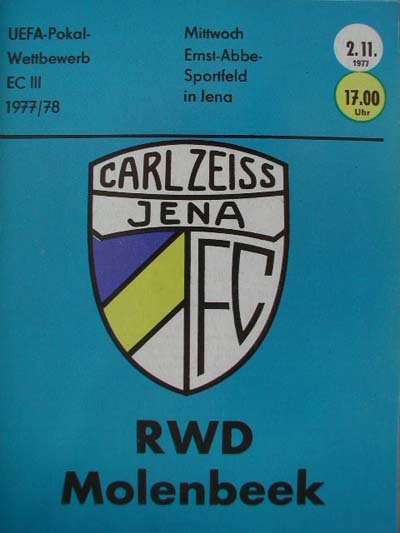 UEFA-Pokal-
Wettbewerb
EC III
1977/78
Mittwoch
Ernst-Abbe-
Sportfeld
in Jena
2.11.
1977
17.00
Uhr
CARL ZEISS
JENA
FC
RWD
Molenbeek